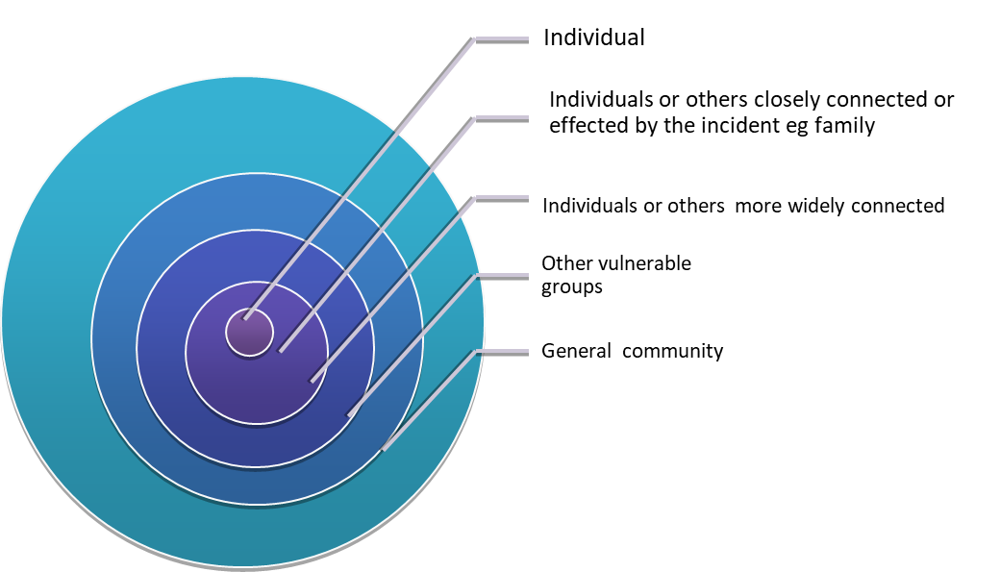 Individual
Individuals or others closely connected or
effected by the incident eg family
Individuals or others  more widely connected
Other vulnerable
groups
General  community